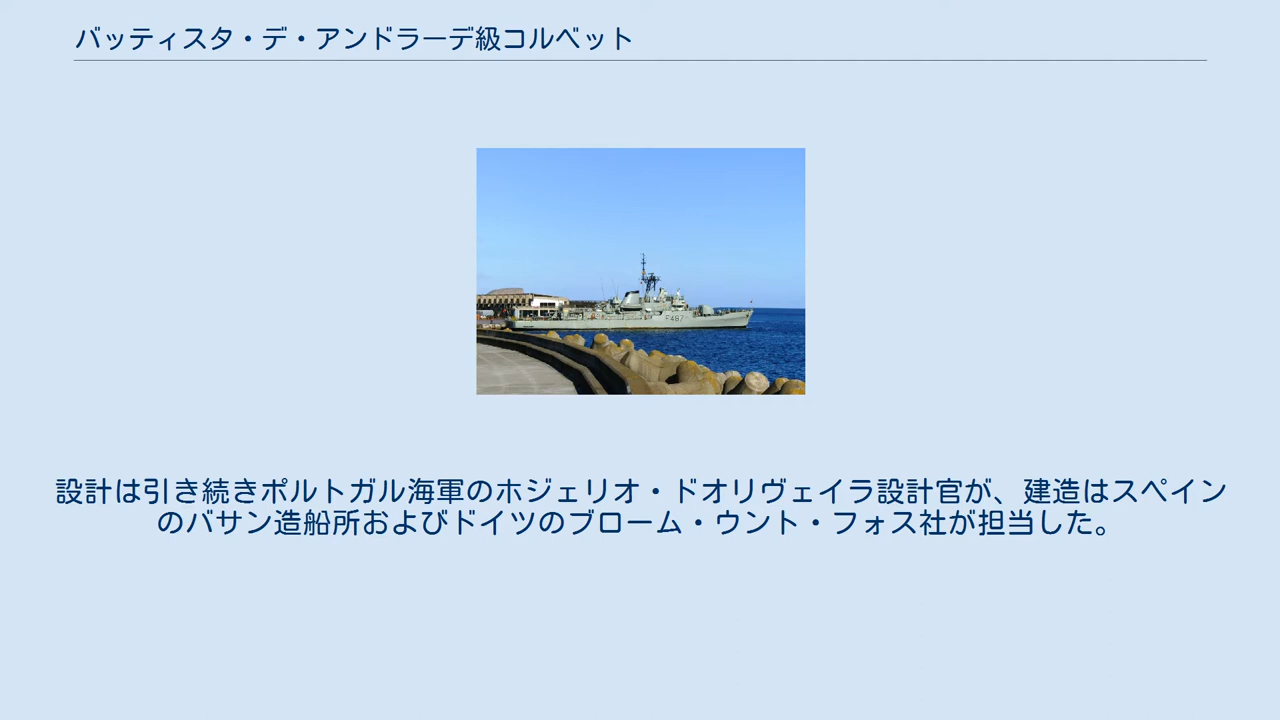 バッティスタ・デ・アンドラーデ級コルベット
F487
設計は引き続きポルトガル海軍のホジェリオ・ドオリヴェイラ設計官が、建造はスペイン
のバサン造船所およびドイツのブローム・ウント・フォス社が担当した。